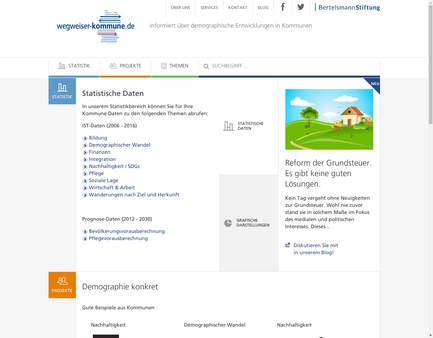 ÜBER UNS
SERVICES
KONTAKT
BLOG
BertelsmannStiftung
wegweiser-kommune.de
informiert über demographische Entwicklungen in Kommunen
STATISTIK
PROJEKTE
THEMEN
SUCHBEGRIFF...
STATISTIK
Statistische Daten
In unserem Statistikbereich können Sie für Ihre
Kommune Daten zu den folgenden Themen abrufen:
IST-Daten (2006 - 2016)
Bildung
Demographischer Wandel
Finanzen
Integration
Nachhaltigkeit / SDGs
Pflege
Soziale Lage
Wirtschaft & Arbeit
Wanderungen nach Ziel und Herkunft
Prognose-Daten (2012 - 2030)
Bevölkerungsvorausberechnung
Pflegevorausberechnung
STATISTISCHE
DATEN
GRAFISCHE
DARSTELLUNGEN
NEU
Reform der Grundsteuer.
Es gibt keine guten
Lösungen.
Kein Tag vergeht ohne Neuigkeiten
zur Grundsteuer. Wohl nie zuvor
stand sie in solchem Maße im Fokus
des medialen und politischen
Interesses. Dieses...
Diskutieren Sie mit
in unserem Blog!
PROJEKTE
Demographie konkret
Gute Beispiele aus Kommunen
Nachhaltigkeit
Demographischer Wandel
Nachhaltigkeit